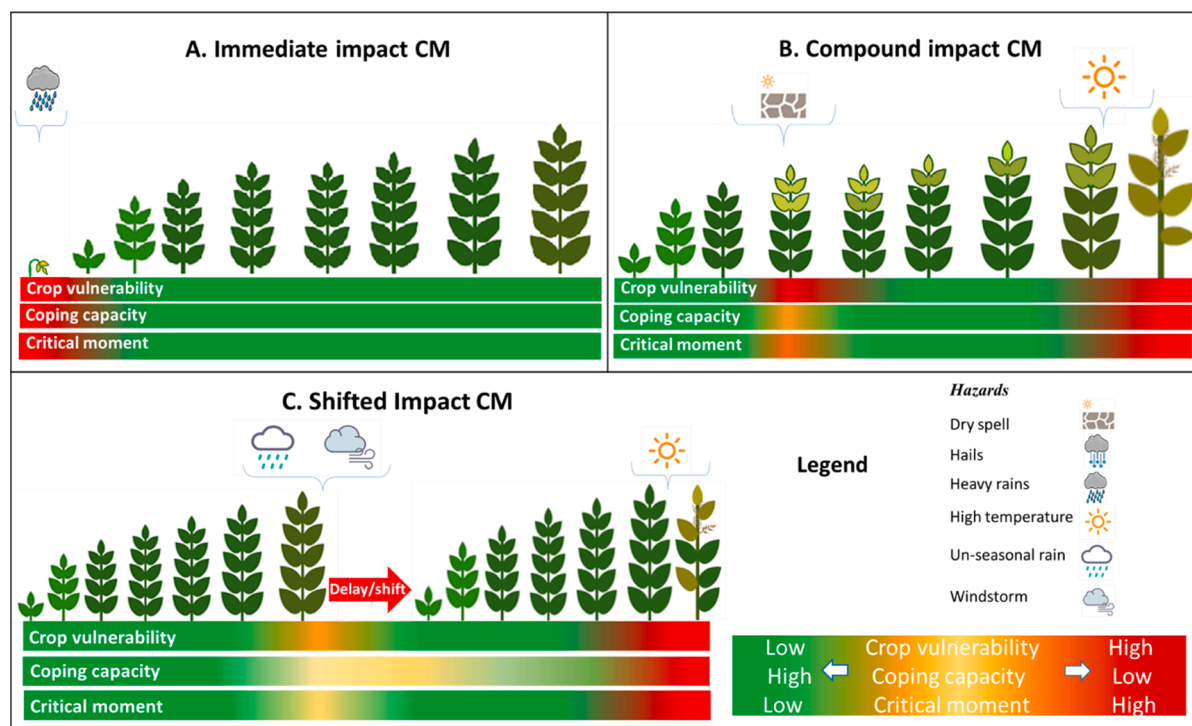 A. Immediate impact CM
Crop vulnerability
Coping capacity
Critical moment
B. Compound impact CM
Crop vulnerability
Coping capacity
Critical moment
C. Shifted Impact CM
Delay/shift
Crop vulnerability
Coping capacity
Critical moment
Legend
Hazards
Dry spell
Hails
Heavy rains
High temperature
Un-seasonal rain
Windstorm
Low Crop vulnerability High
High Coping capacity Low
Low Critical moment High